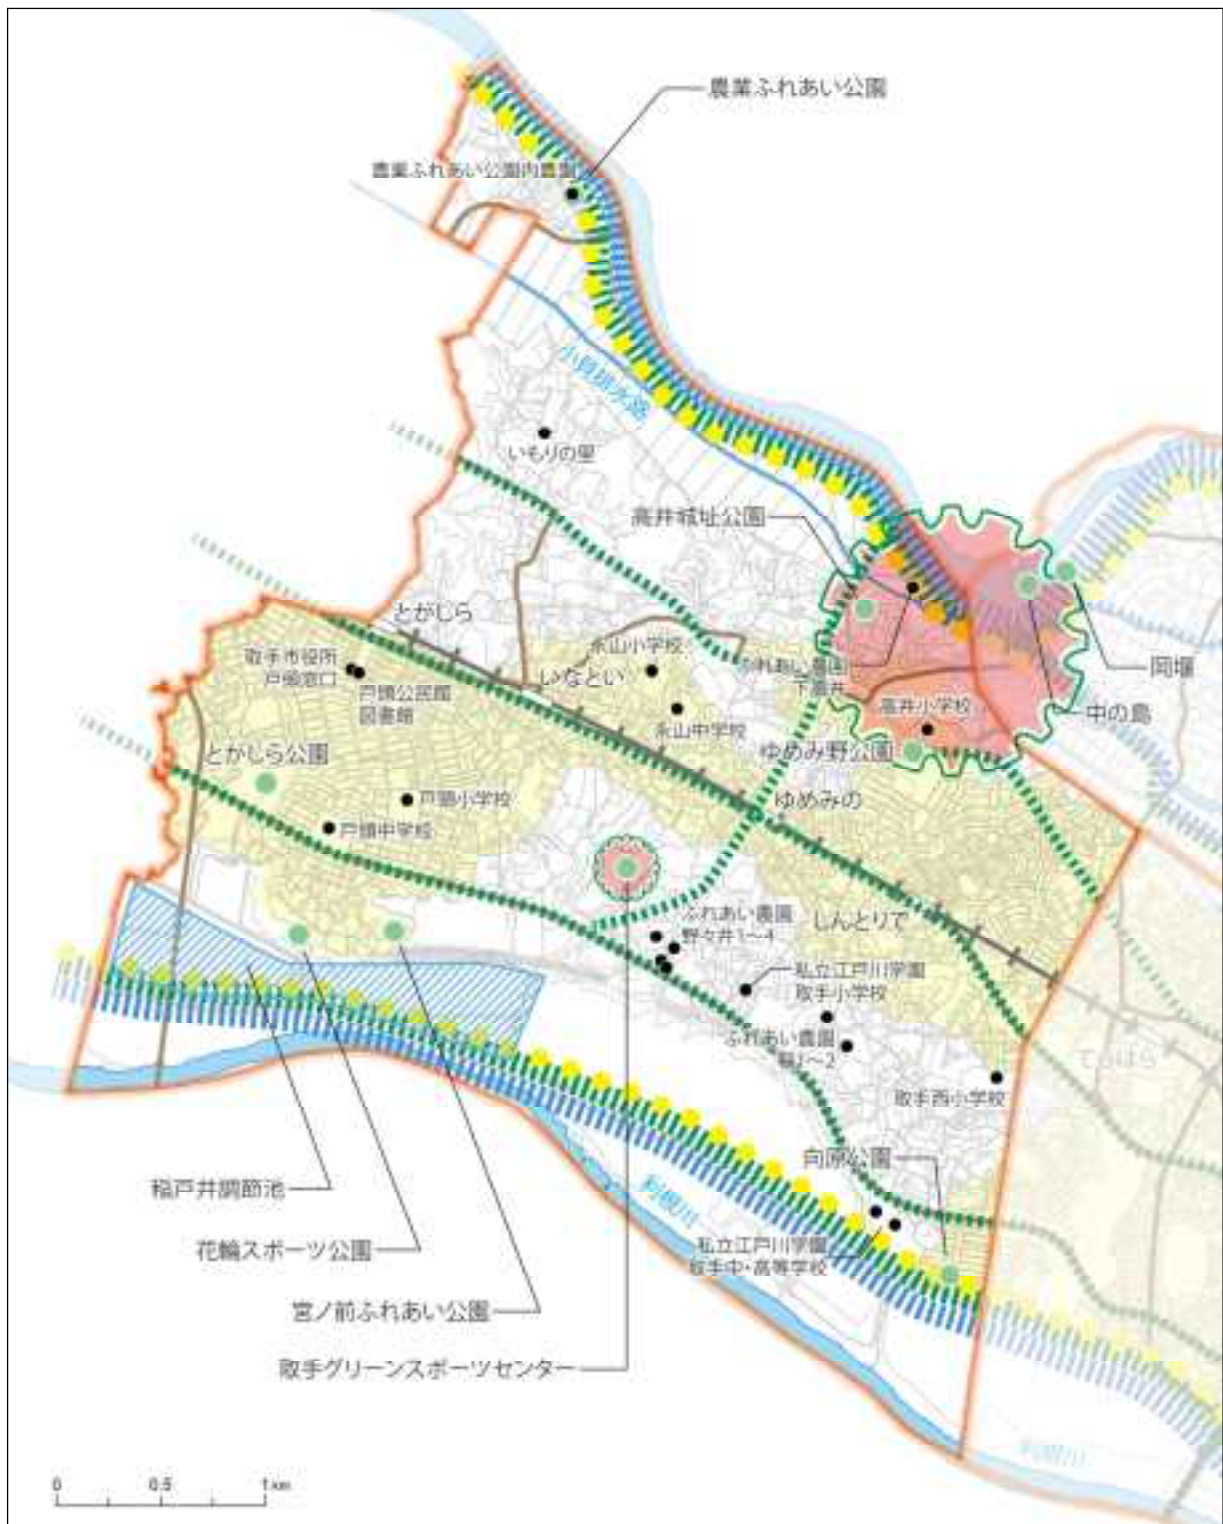 農業ふれあい公園
農業ふれあい公園内農園
小貝排水路
いもりの里
高井城址公園
とがしら
永山小学校
取手市役所
戸頭窓口
いなとい
ふれあい農園
下高井
岡堰
戸頭公民館
図書館
高井小学校
中の島
永山中学校
とがしら公園
ゆめみ野公園
戸頭小学校
ゆめみの
戸頭中学校
ふれあい農園
野々井1～4
しんとりで
私立江戸川学園
取手小学校
ふれあい農園
1～2
てらはら
取手西小学校
向原公園
稲戸井調節池
利根川
花輪スポーツ公園
私立江戸川学園
取手中・高等学校
宮ノ前ふれあい公園
取手グリーンスポーツセンター
利根川
0 0.5 1km